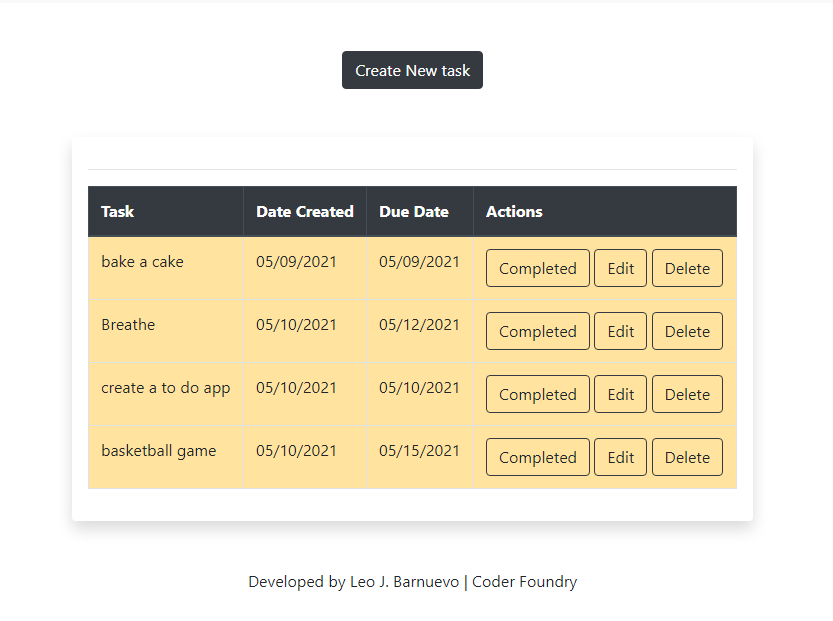 Create New task
Task Date Created Due Date Actions
bake a cake 05/09/2021 05/09/2021 Completed Edit Delete
Breathe 05/10/2021 05/12/2021 Completed Edit Delete
create a to do app 05/10/2021 05/10/2021 Completed Edit Delete
basketball game 05/10/2021 05/15/2021 Completed Edit Delete
Developed by Leo J. Barnuevo | Coder Foundry